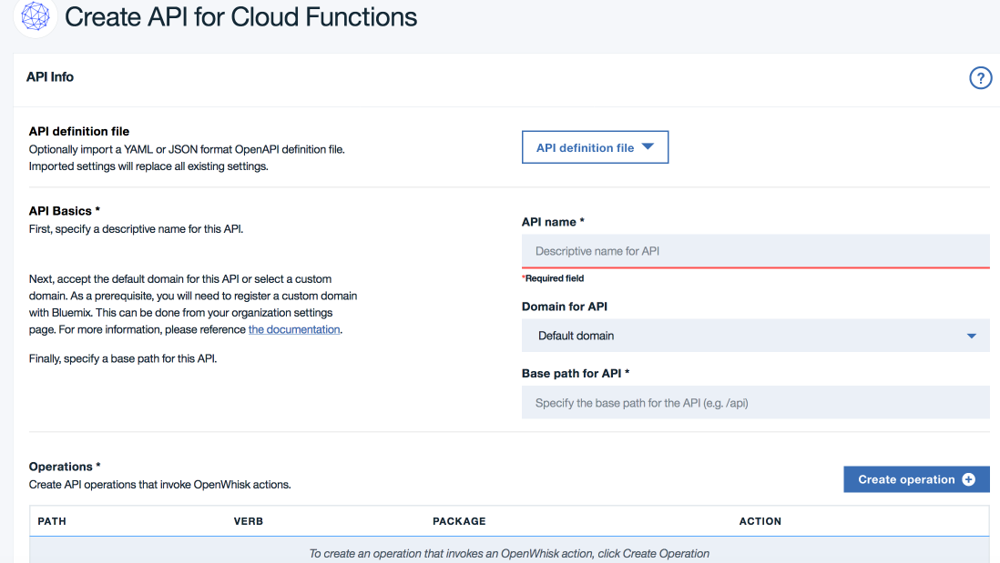 Create API for Cloud Functions
API Info
?
API definition file
Optionally import a YAML or JSON format OpenAPI definition file.
Imported settings will replace all existing settings.
API definition file
API Basics *
First, specify a descriptive name for this API.
Next, accept the default domain for this API or select a custom
domain. As a prerequisite, you will need to register a custom domain
with Bluemix. This can be done from your organization settings
page. For more information, please reference the documentation.
Finally, specify a base path for this API.
API name *
Descriptive name for API
*Required field
Domain for API
Default domain
Base path for API *
Specify the base path for the API (e.g. /api)
Operations *
Create API operations that invoke OpenWhisk actions.
Create operation
PATH VERB PACKAGE ACTION
To create an operation that invokes an OpenWhisk action, click Create Operation